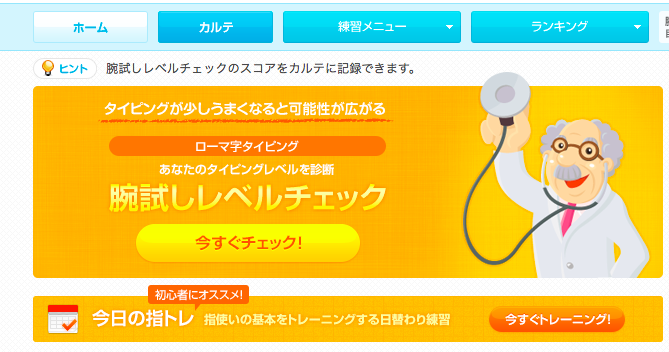 ホーム
カルテ
練習メニュー
ランキング
ヒント
腕試しレベルチェックのスコアをカルテに記録できます。
タイピングが少しうまくなると可能性が広がる
ローマ字タイピング
あなたのタイピングレベルを診断
腕試しレベルチェック
今すぐチェック!
初心者にオススメ!
今日の指トレ
指使いの基本をトレーニングする日替わり練習
今すぐトレーニング!